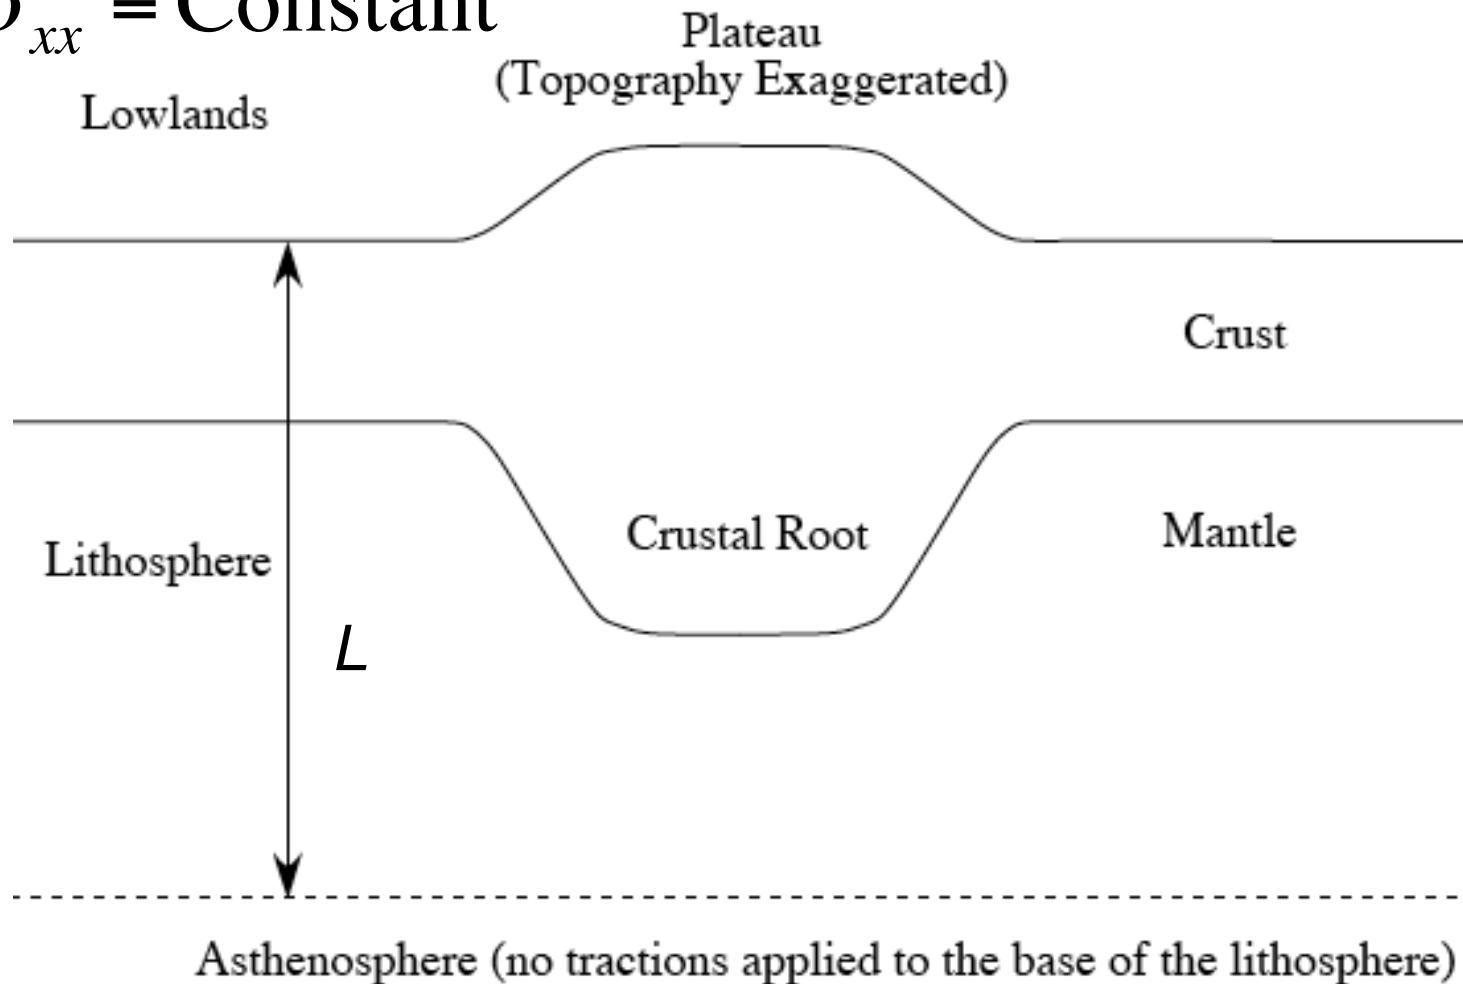 xx = Constant
Plateau
(Topography Exaggerated)
Lowlands
Crust
Crustal Root
Mantle
Lithosphere
L
Asthenosphere (no tractions applied to the base of the lithosphere)